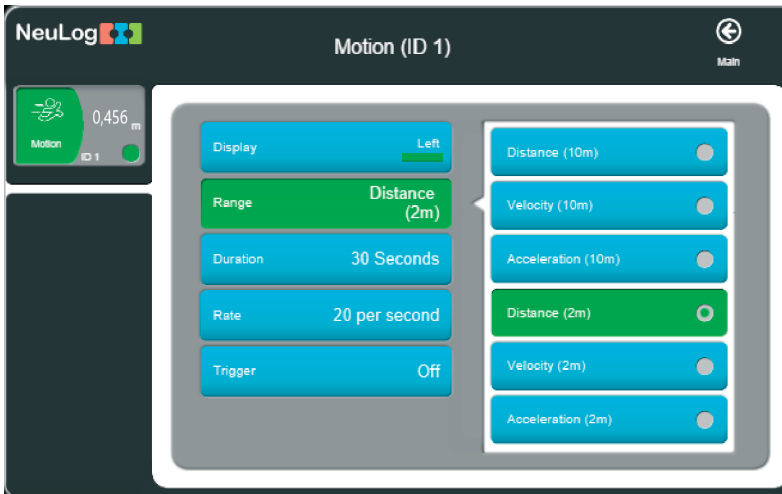 NeuLog
Motion (ID 1)
Main
0,456 m
Motion
ID 1
Display Left
Range Distance
(2m)
Duration 30 Seconds
Rate 20 per second
Trigger Off
Distance (10m)
Velocity (10m)
Acceleration (10m)
Distance (2m)
Velocity (2m)
Acceleration (2m)